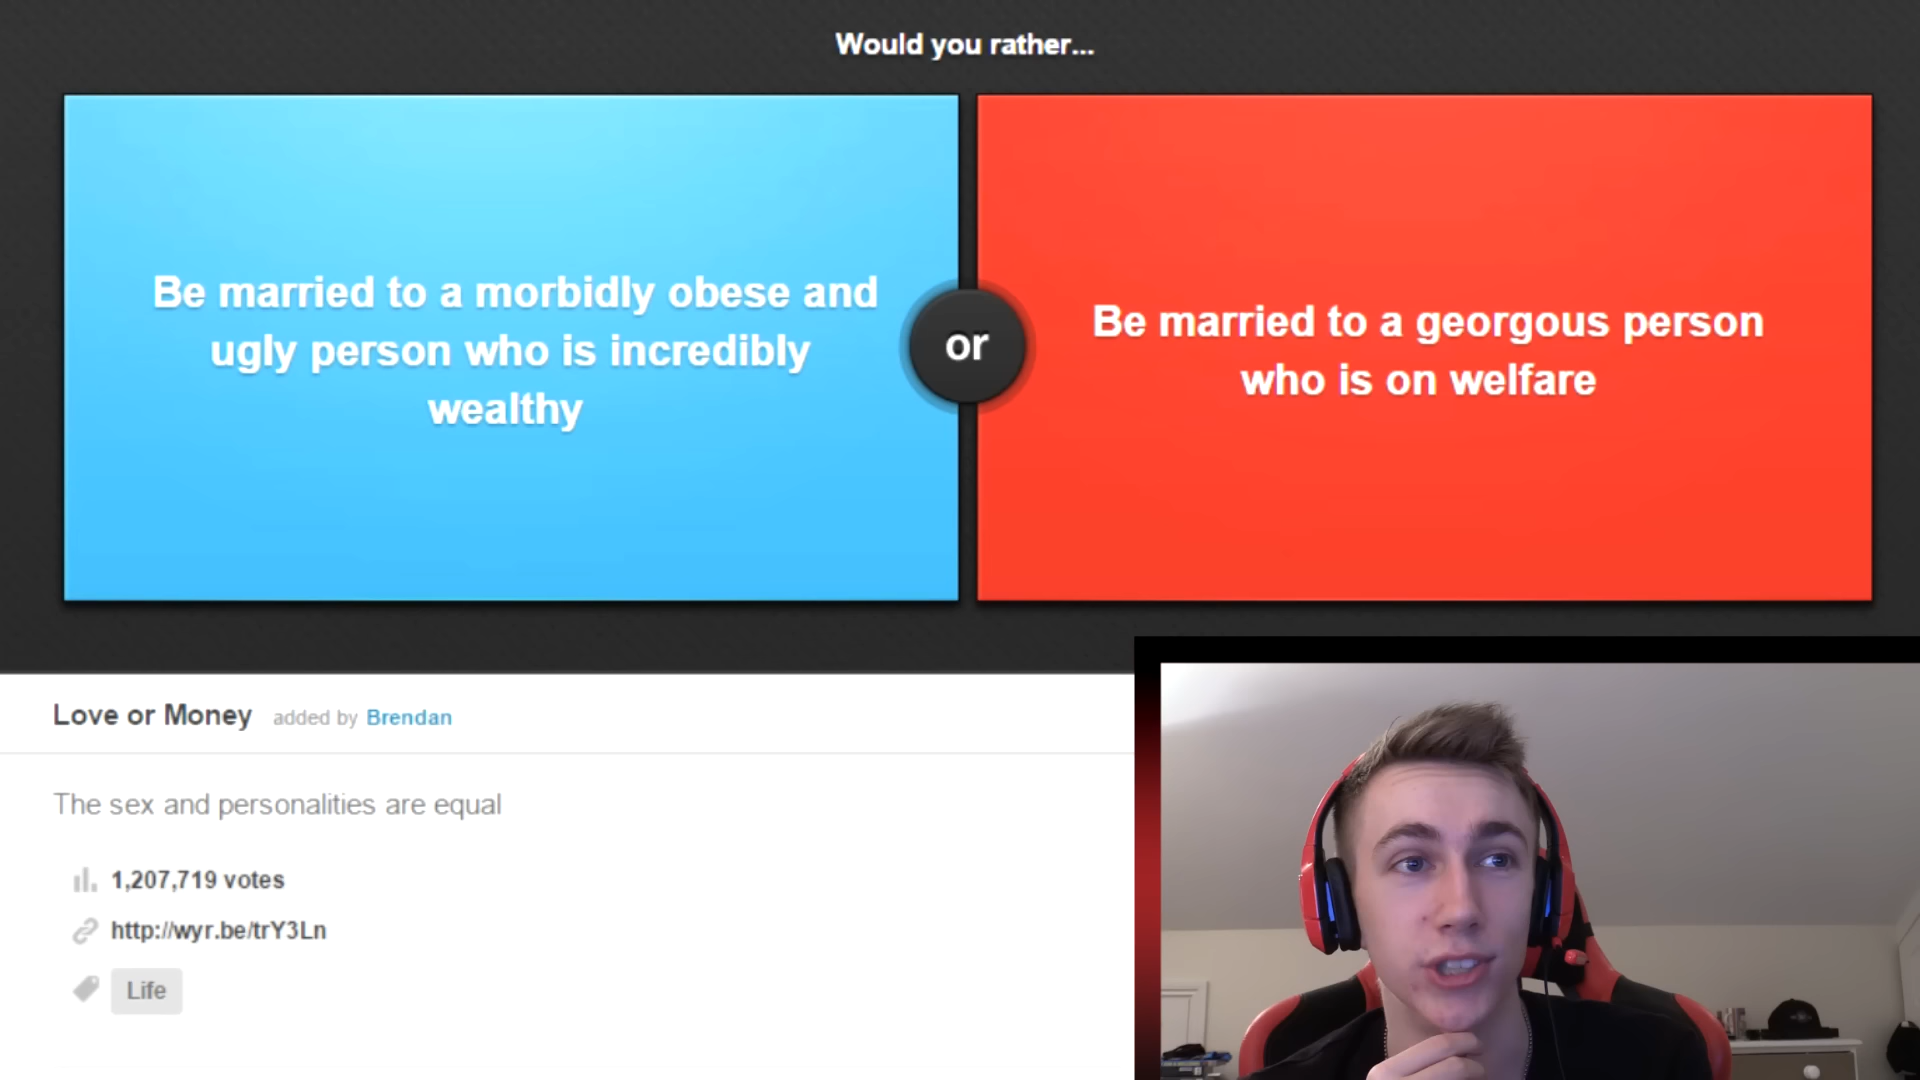 Would you rather...
Be married to a morbidly obese and
ugly person who is incredibly
wealthy
or
Be married to a georgous person
who is on welfare
Love or Money added by Brendan
The sex and personalities are equal
1,207,719 votes
http://wyr.be/trY3Ln
Life